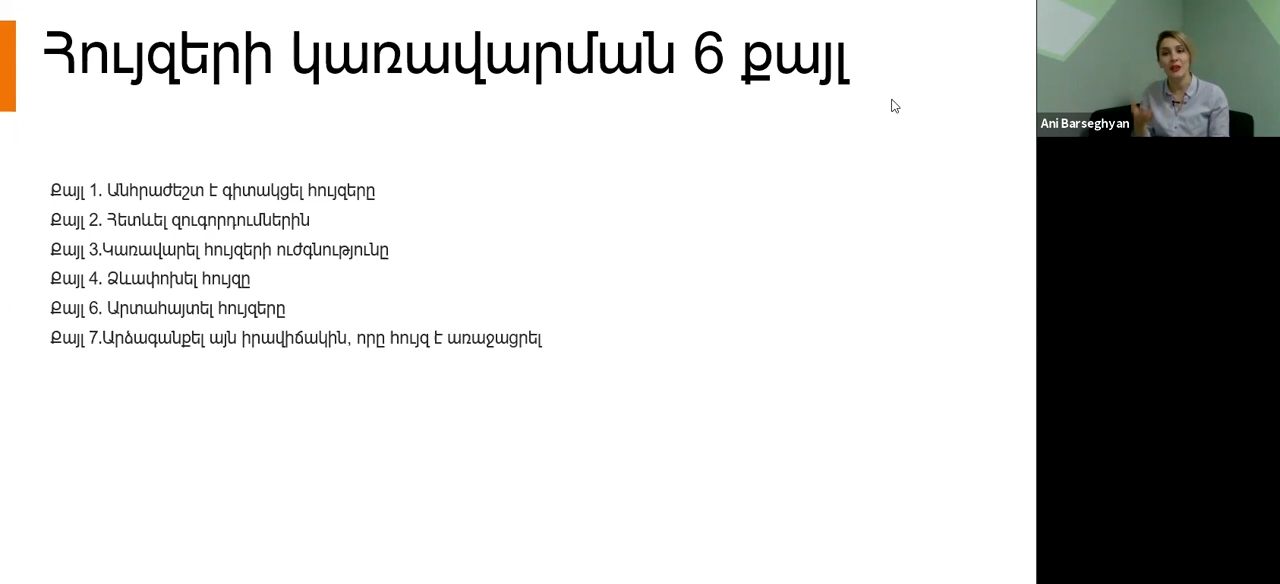 Հույզերի կառավարման 6 քայլ
Ani Barseghyan
Քայլ 1. Անհրաժեշտ է գիտակցել հույզերը
Քայլ 2. Հետևել զուգորդումներին
Քայլ 3.Կառավարել հույզերի ուժգնությունը
Քայլ 4. Ձևափոխել հույզը
Քայլ 6. Արտահայտել հույզերը
Քայլ 7.Արձագանքել այն իրավիճակին, որը հույզ է առաջացրել